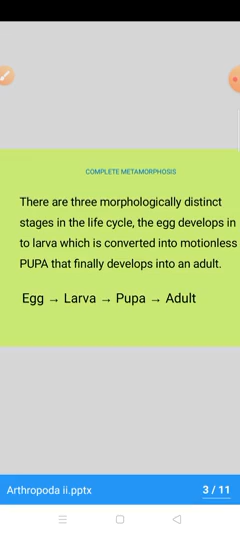 COMPLETE METAMORPHOSIS
There are three morphologically distinct
stages in the life cycle, the egg develops in
to larva which is converted into motionless
PUPA that finally develops into an adult.
Egg → Larva → Pupa → Adult
Arthropoda ii.pptx 3 / 11